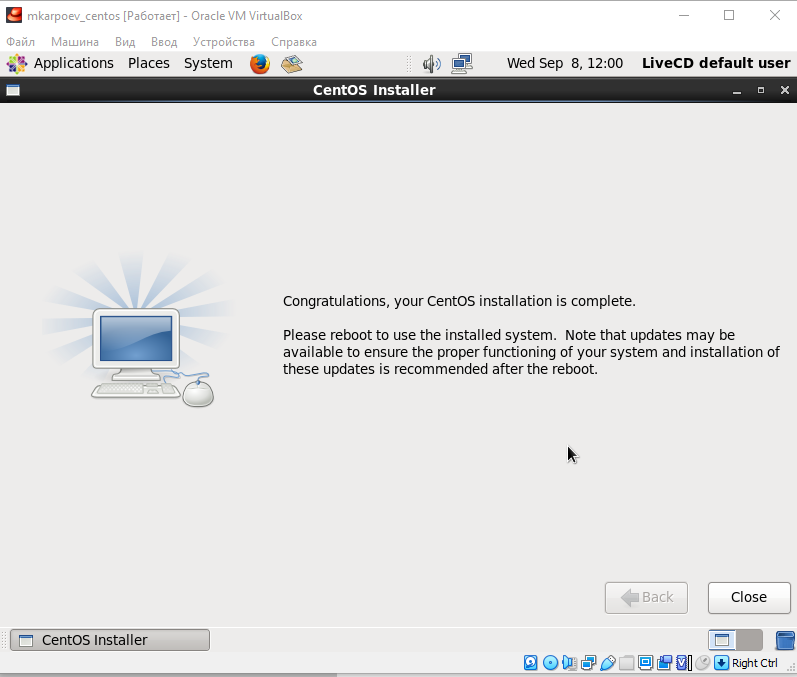 mkarpoev_centos [Работает] - Oracle VM VirtualBox
Файл Машина Вид Ввод Устройства Справка
Applications Places System Wed Sep 8, 12:00 LiveCD default user
CentOS Installer
Congratulations, your CentOS installation is complete.
Please reboot to use the installed system. Note that updates may be
available to ensure the proper functioning of your system and installation of
these updates is recommended after the reboot.
Back Close
CentOS Installer
Right Ctrl